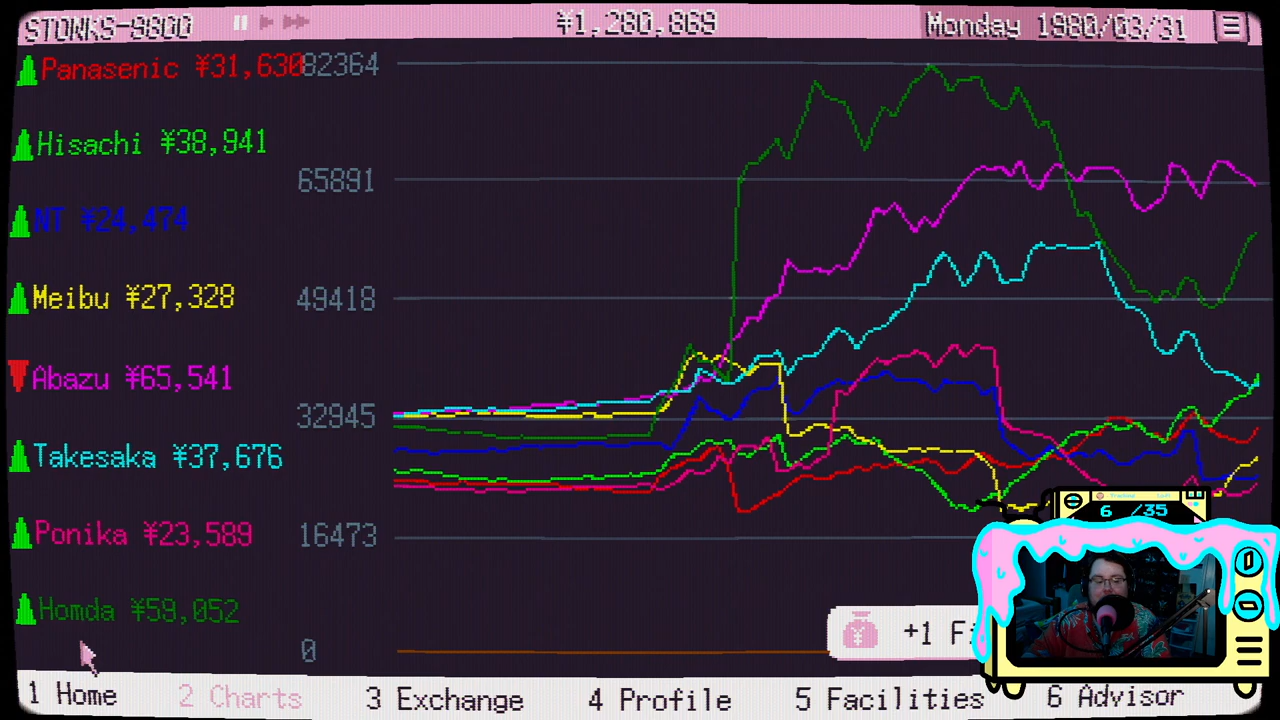 STONKS-9800
¥1,280,869
Monday 1980/03/31
Panasenic ¥31,630
82364
Hisachi ¥38,941
65891
NT ¥24,474
Meibu ¥27,328
49418
Abazu ¥65,541
32945
Takesaka ¥37,676
Ponika ¥23,589
16473
6 /35
Homda ¥59,052
+1 Fi
0
1 Home
2 Charts
3 Exchange
4 Profile
5 Facilities
6 Advisor